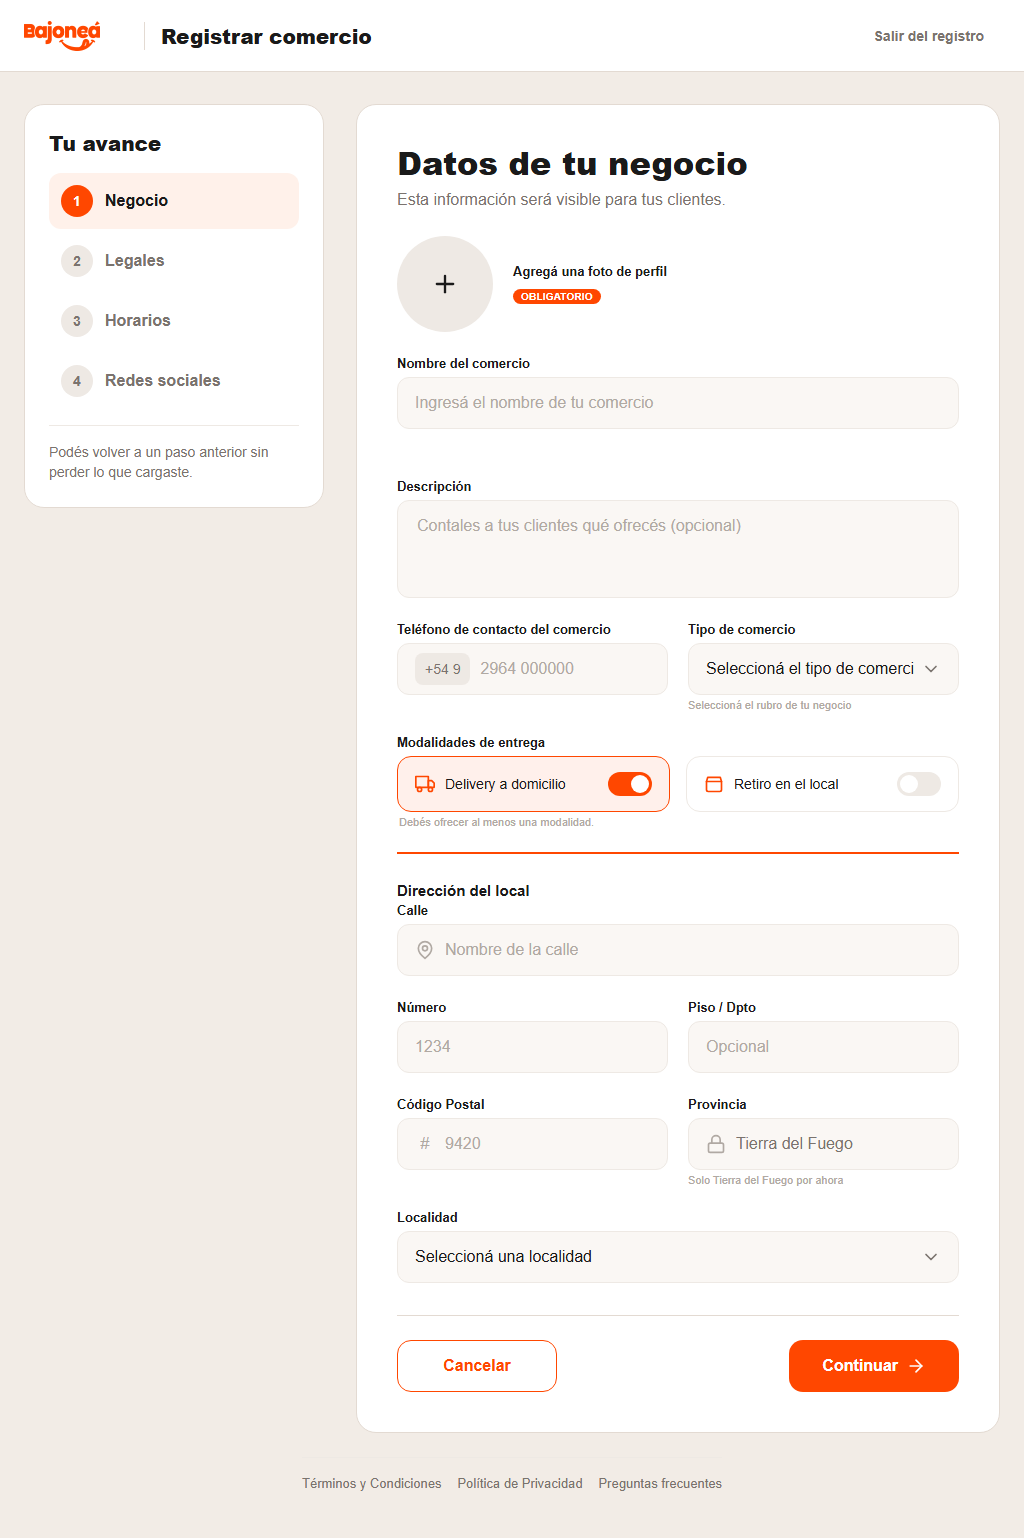 Bajoneá
Registrar comercio
Salir del registro
Tu avance
1 Negocio
2 Legales
3 Horarios
4 Redes sociales
Podés volver a un paso anterior sin
perder lo que cargaste.
Datos de tu negocio
Esta información será visible para tus clientes.
Agregá una foto de perfil
OBLIGATORIO
Nombre del comercio
Ingresá el nombre de tu comercio
Descripción
Contales a tus clientes qué ofrecés (opcional)
Teléfono de contacto del comercio
+54 9 2964 000000
Tipo de comercio
Seleccioná el tipo de comerci
Seleccioná el rubro de tu negocio
Modalidades de entrega
Delivery a domicilio
Retiro en el local
Debés ofrecer al menos una modalidad.
Dirección del local
Calle
Nombre de la calle
Número
1234
Piso / Dpto
Opcional
Código Postal
# 9420
Provincia
Tierra del Fuego
Solo Tierra del Fuego por ahora
Localidad
Seleccioná una localidad
Cancelar
Continuar →
Términos y Condiciones Política de Privacidad Preguntas frecuentes